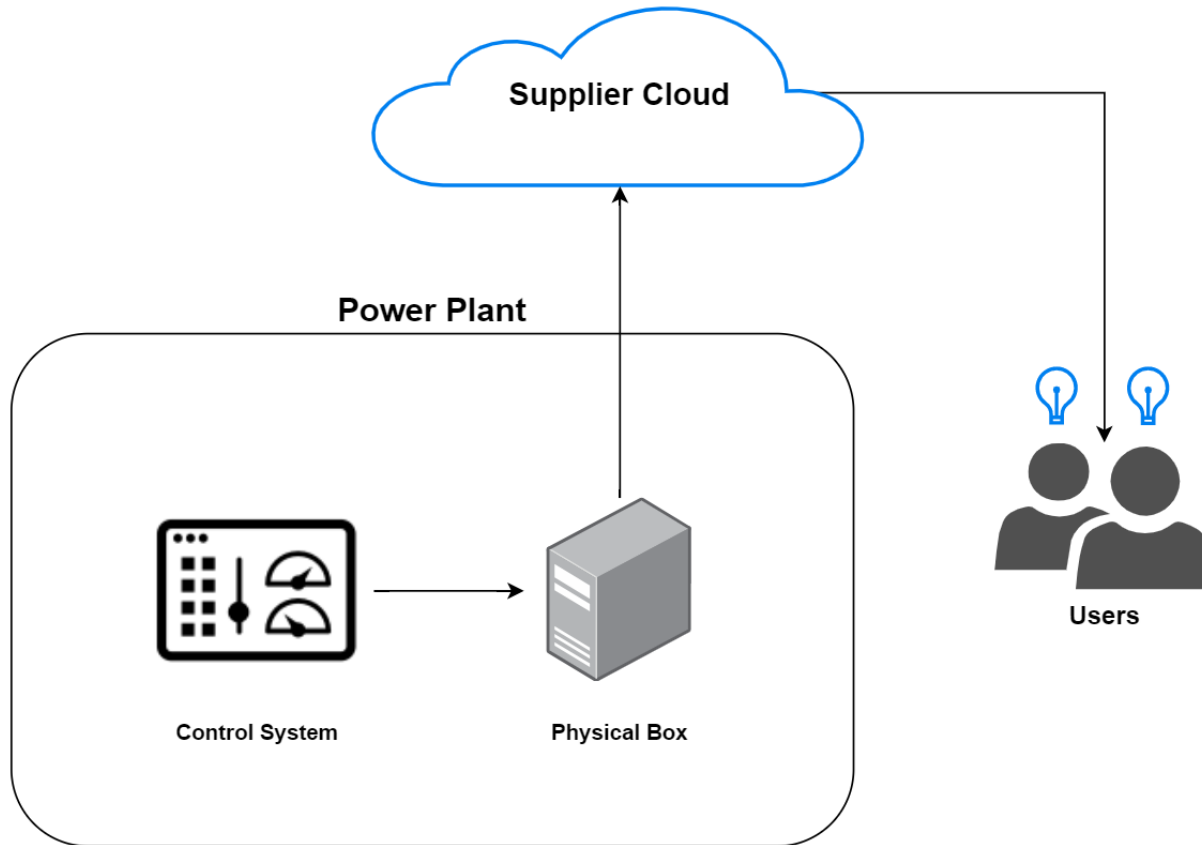 Supplier Cloud
Power Plant
Control System
Physical Box
Users